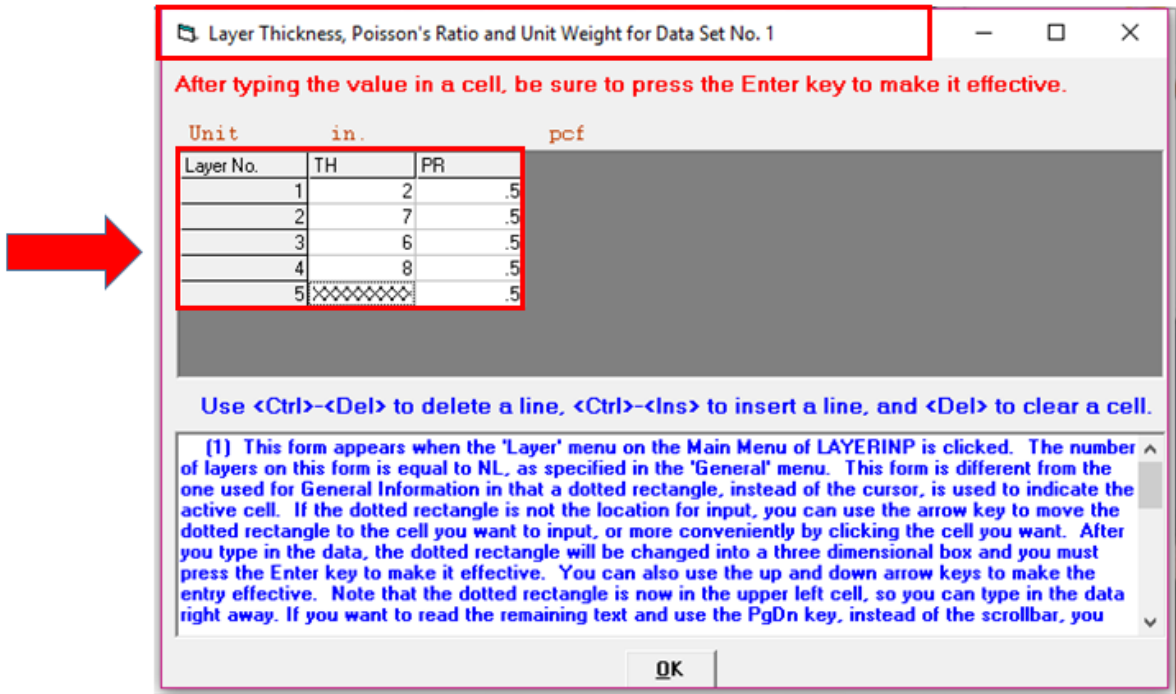 Layer Thickness, Poisson's Ratio and Unit Weight for Data Set No. 1
After typing the value in a cell, be sure to press the Enter key to make it effective.
Unit in. pcf
Layer No. TH PR
1 2 .5
2 7 .5
3 6 .5
4 8 .5
5 XXXXXXXX .5
Use <Ctrl>-<Del> to delete a line, <Ctrl>-<Ins> to insert a line, and <Del> to clear a cell.
(1) This form appears when the 'Layer' menu on the Main Menu of LAYERINP is clicked. The number
of layers on this form is equal to NL, as specified in the 'General' menu. This form is different from the
one used for General Information in that a dotted rectangle, instead of the cursor, is used to indicate the
active cell. If the dotted rectangle is not the location for input, you can use the arrow key to move the
dotted rectangle to the cell you want to input, or more conveniently by clicking the cell you want. After
you type in the data, the dotted rectangle will be changed into a three dimensional box and you must
press the Enter key to make it effective. You can also use the up and down arrow keys to make the
entry effective. Note that the dotted rectangle is now in the upper left cell, so you can type in the data
right away. If you want to read the remaining text and use the PgDn key, instead of the scrollbar, you
OK